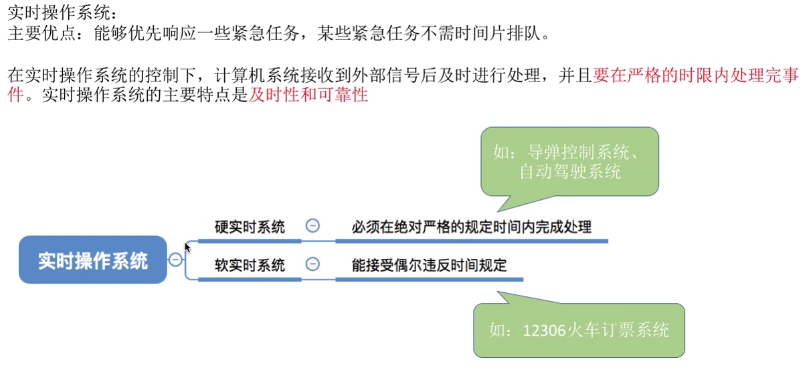 实时操作系统：
主要优点：能够优先响应一些紧急任务，某些紧急任务不需时间片排队。
在实时操作系统的控制下，计算机系统接收到外部信号后及时进行处理，并且要在严格的时限内处理完事
件。实时操作系统的主要特点是及时性和可靠性
如：导弹控制系统、
自动驾驶系统
实时操作系统
硬实时系统
必须在绝对严格的规定时间内完成处理
软实时系统
能接受偶尔违反时间规定
如：12306火车订票系统